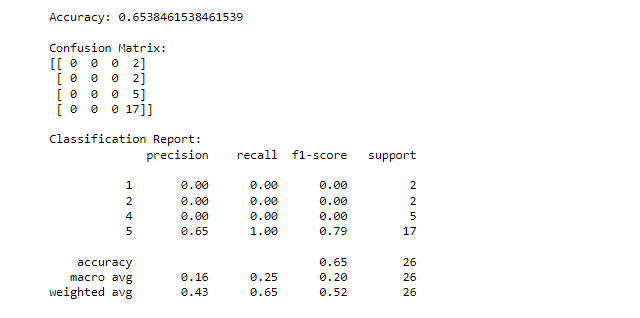 Accuracy: 0.6538461538461539
Confusion Matrix:
[[ 0 0 0 2]
[ 0 0 0 2]
[ 0 0 0 5]
[ 0 0 0 17]]
Classification Report:
precision recall f1-score support
1 0.00 0.00 0.00 2
2 0.00 0.00 0.00 2
4 0.00 0.00 0.00 5
5 0.65 1.00 0.79 17
accuracy 0.65 26
macro avg 0.16 0.25 0.20 26
weighted avg 0.43 0.65 0.52 26